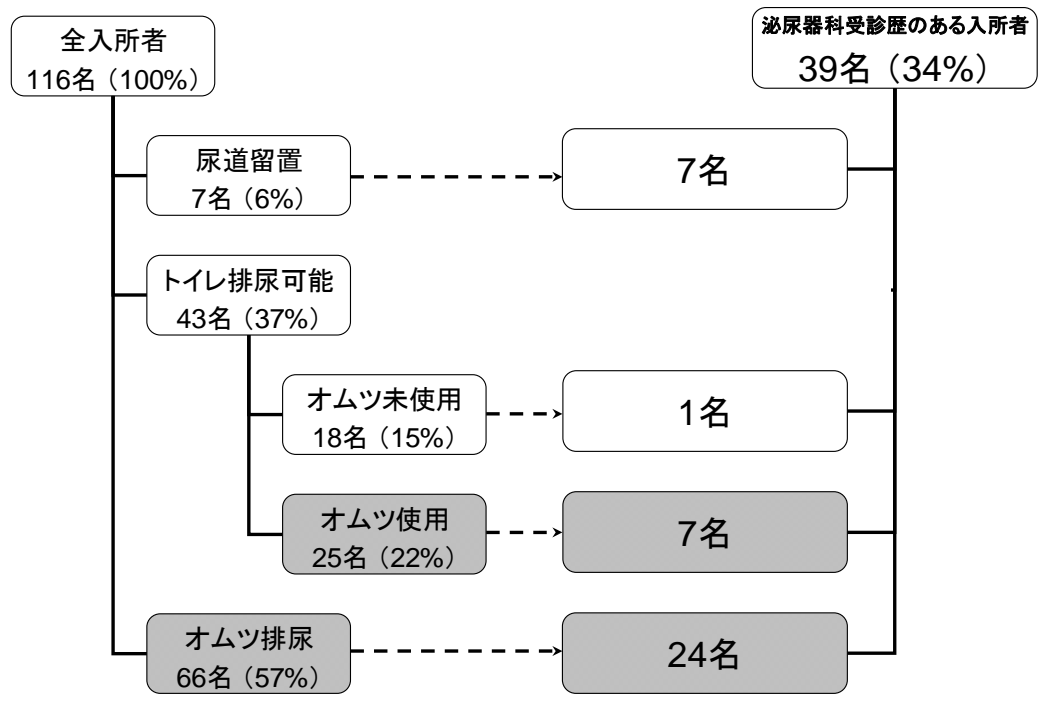 全入所者
116名（100%）
泌尿器科受診歴のある入所者
39名（34%）
尿道留置
7名（6%）
7名
トイレ排尿可能
43名（37%）
オムツ未使用
18名（15%）
1名
オムツ使用
25名（22%）
7名
オムツ排尿
66名（57%）
24名